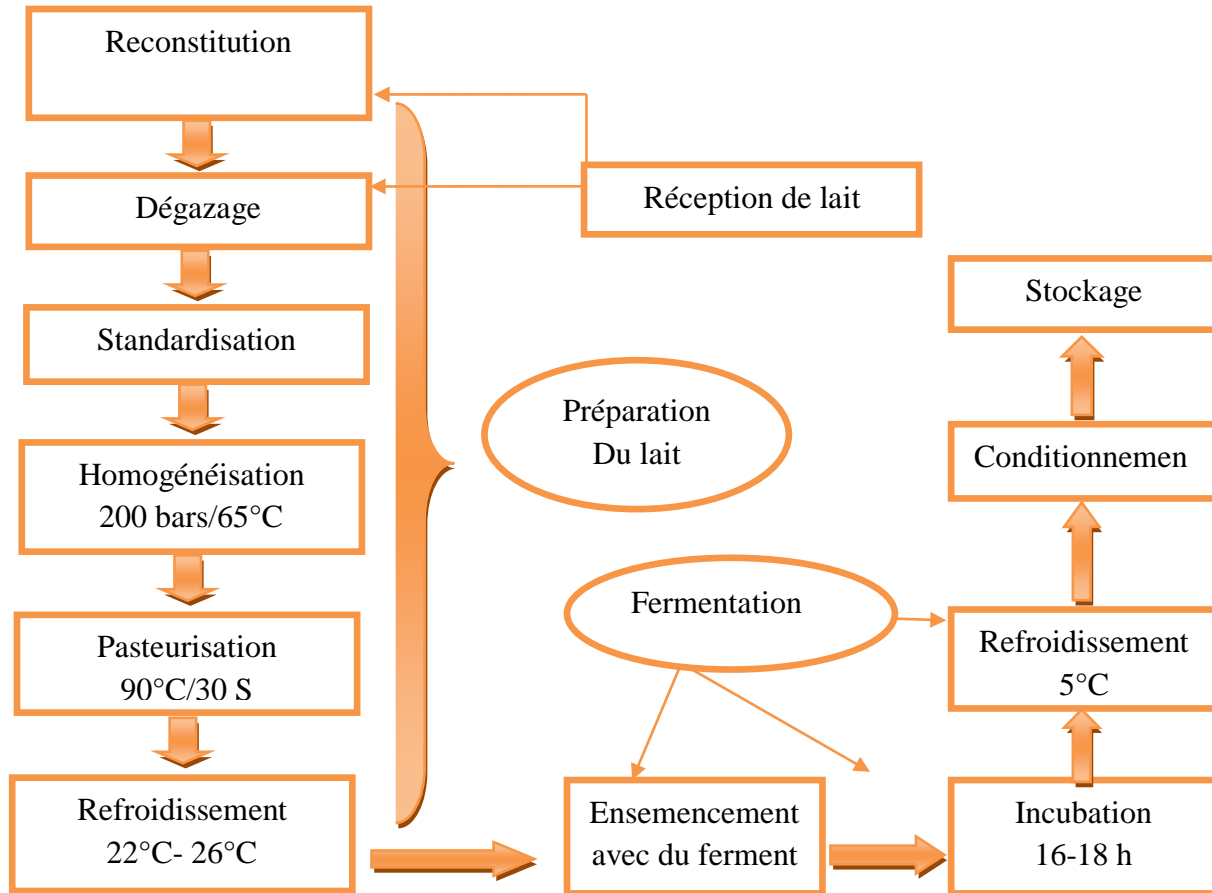 Reconstitution
Dégazage
Réception de lait
Standardisation
Homogénéisation
200 bars/65°C
Préparation
Du lait
Pasteurisation
90°C/30 S
Refroidissement
22°C- 26°C
Fermentation
Ensemencement
avec du ferment
Incubation
16-18 h
Refroidissement
5°C
Conditionnemen
Stockage